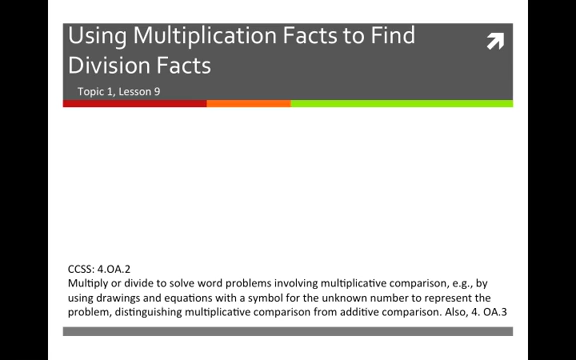 Using Multiplication Facts to Find
Division Facts
Topic 1, Lesson 9
CCSS: 4.OA.2
Multiply or divide to solve word problems involving multiplicative comparison, e.g., by
using drawings and equations with a symbol for the unknown number to represent the
problem, distinguishing multiplicative comparison from additive comparison. Also, 4. OA.3